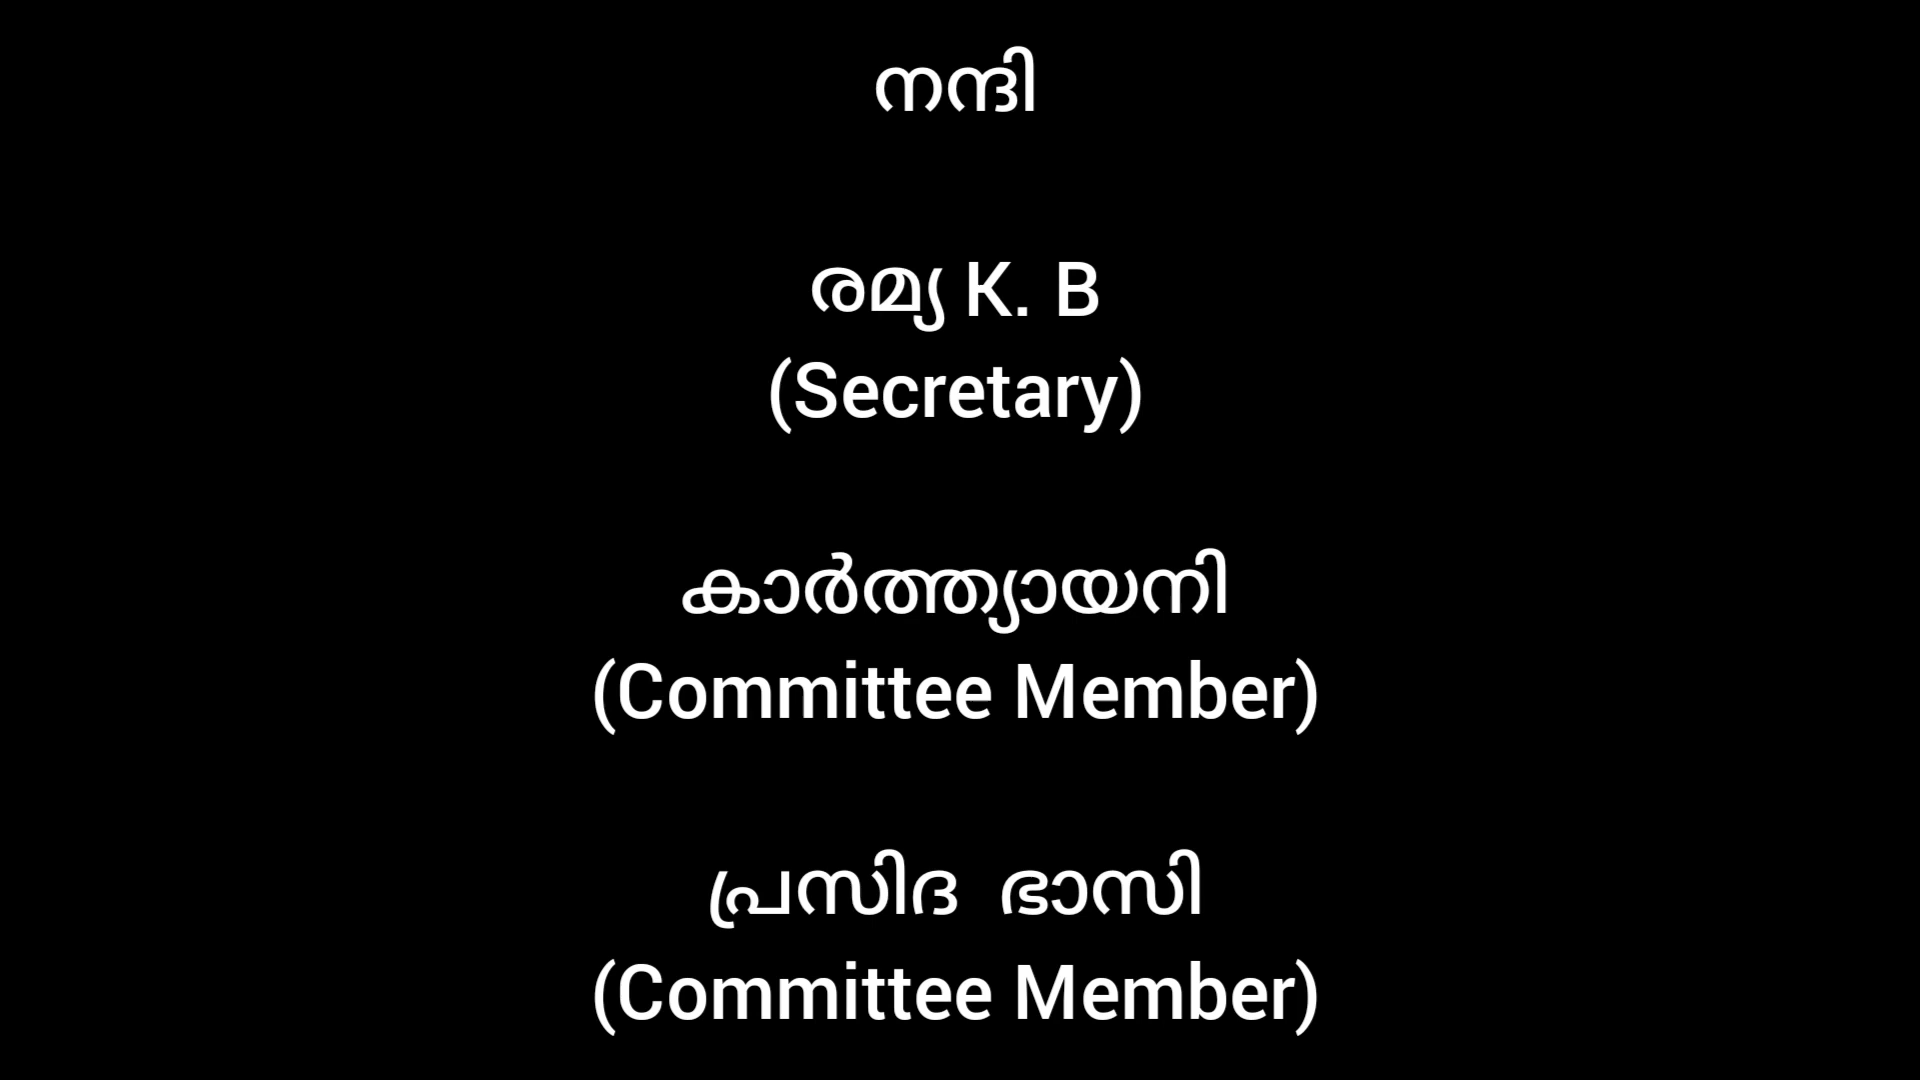 നന്ദി
രമ്യ K. B
(Secretary)
കാർത്ത്യായനി
(Committee Member)
പ്രസിദ ഭാസി
(Committee Member)